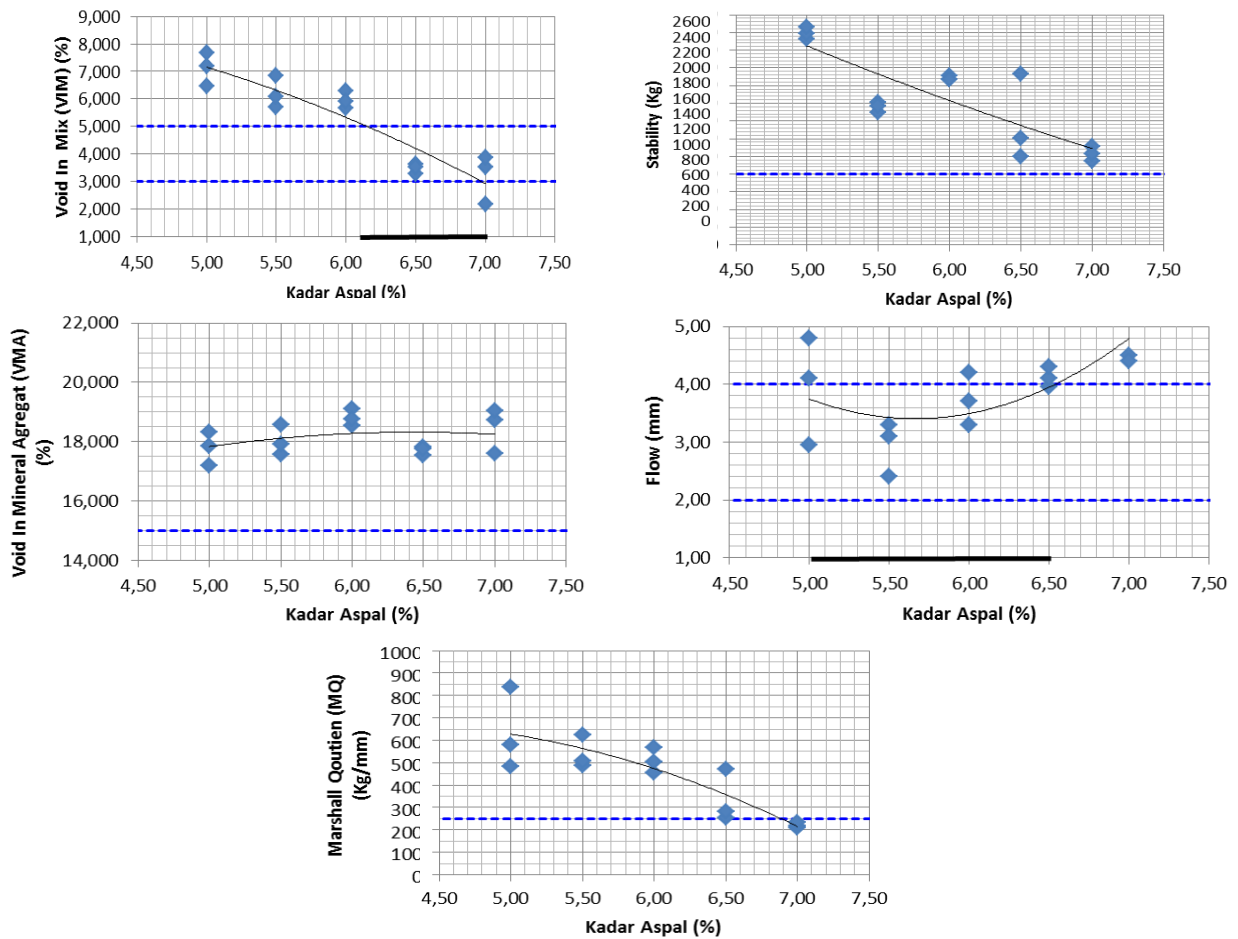 Void In Mix (VIM) (%)
9,000
8,000
7,000
6,000
5,000
4,000
3,000
2,000
1,000
4,50 5,00 5,50 6,00 6,50 7,00 7,50
Kadar Aspal (%)
Stability (Kg)
2600
2400
2200
2000
1800
1600
1400
1200
1000
800
600
400
200
0
4,50 5,00 5,50 6,00 6,50 7,00 7,50
Kadar Aspal (%)
Void In Mineral Agregat (VMA)
(%)
22,000
20,000
18,000
16,000
14,000
4,50 5,00 5,50 6,00 6,50 7,00 7,50
Kadar Aspal (%)
Flow (mm)
5,00
4,00
3,00
2,00
1,00
4,50 5,00 5,50 6,00 6,50 7,00 7,50
Kadar Aspal (%)
Marshall Qoutien (MQ)
(Kg/mm)
1000
900
800
700
600
500
400
300
200
100
0
4,50 5,00 5,50 6,00 6,50 7,00 7,50
Kadar Aspal (%)